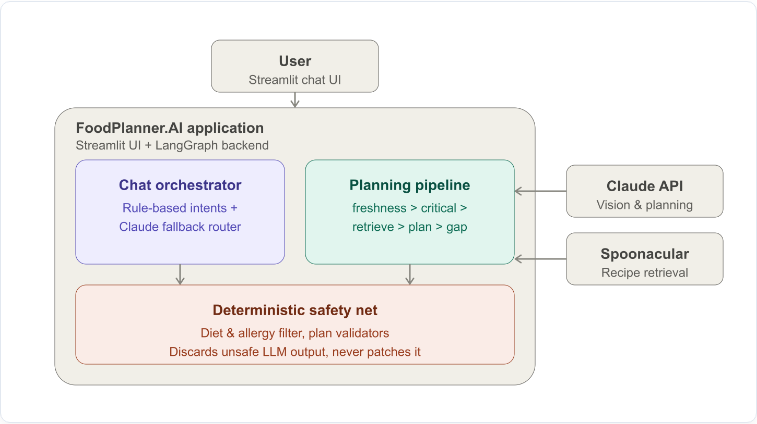 User
Streamlit chat UI
FoodPlanner.AI application
Streamlit UI + LangGraph backend
Chat orchestrator
Rule-based intents +
Claude fallback router
Planning pipeline
freshness > critical >
retrieve > plan > gap
Claude API
Vision & planning
Spoonacular
Recipe retrieval
Deterministic safety net
Diet & allergy filter, plan validators
Discards unsafe LLM output, never patches it